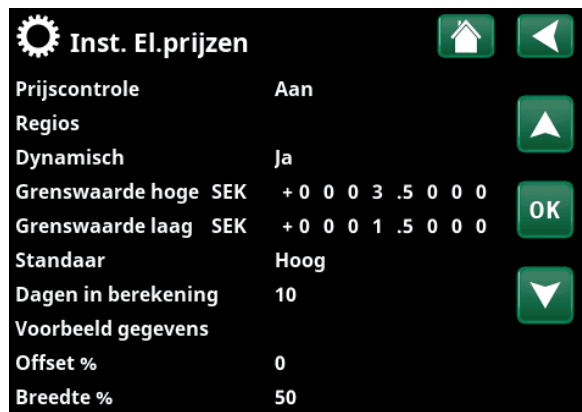 Inst. El.prijzen
Prijscontrole Aan
Regios
Dynamisch Ja
Grenswaarde hoge SEK +0 0 0 3 .5 0 0 0
OK
Grenswaarde laag SEK +0 0 0 1 .5 0 0 0
Standaar Hoog
Dagen in berekening 10
Voorbeeld gegevens
Offset % 0
Breedte % 50